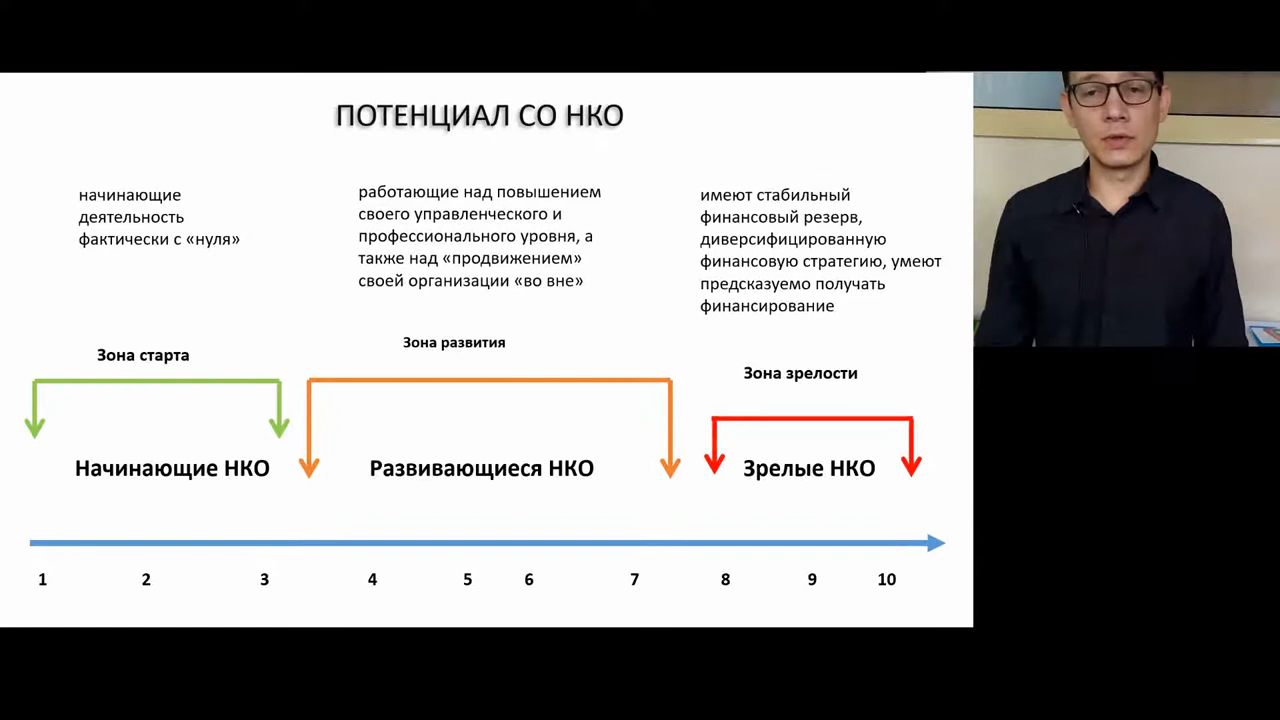 ПОТЕНЦИАЛ СО НКО
начинающие
деятельность
фактически с «нуля»
работающие над повышением
своего управленческого и
профессионального уровня, а
также над «продвижением»
своей организации «во вне»
имеют стабильный
финансовый резерв,
диверсифицированную
финансовую стратегию, умеют
предсказуемо получать
финансирование
Зона старта
Зона развития
Зона зрелости
Начинающие НКО
Развивающиеся НКО
Зрелые НКО
1 2 3 4 5 6 7 8 9 10